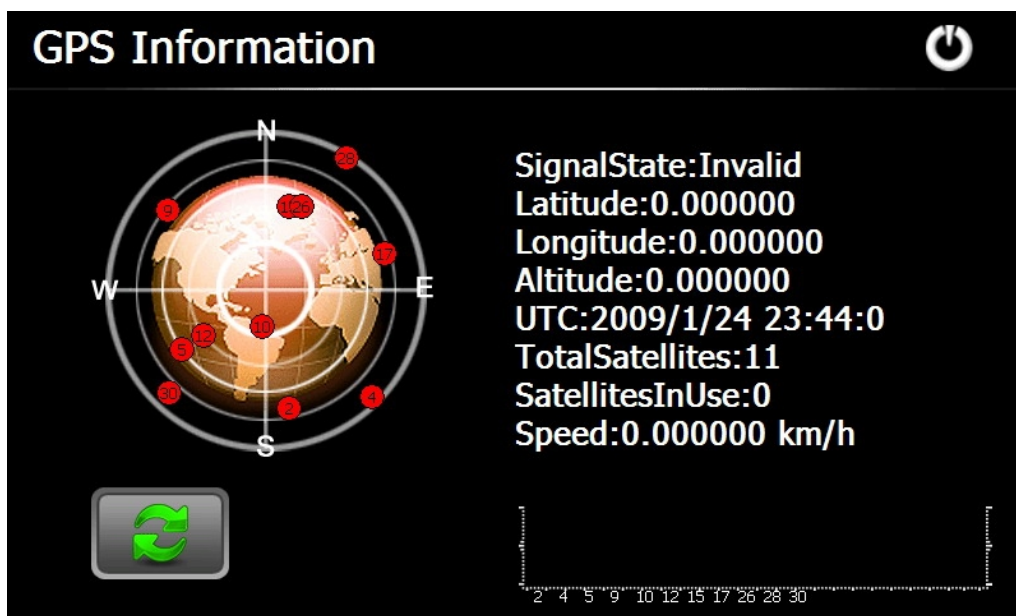 GPS Information
N
28
9
26
17
W
E
10
12
5
30
2
4
S
SignalState:Invalid
Latitude:0.000000
Longitude:0.000000
Altitude:0.000000
UTC:2009/1/24 23:44:0
TotalSatellites:11
SatellitesInUse:0
Speed:0.000000 km/h
2 4 5 9 10 12 15 17 26 28 30